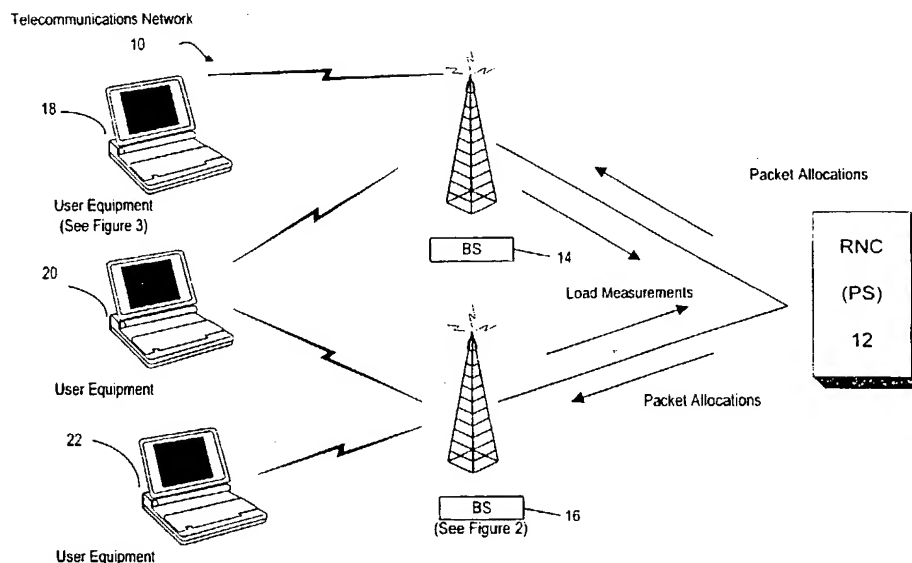 Telecommunications Network
10
18
User Equipment
(See Figure 3)
20
User Equipment
22
User Equipment
BS
14
Load Measurements
BS
16
(See Figure 2)
Packet Allocations
Packet Allocations
RNC
(PS)
12